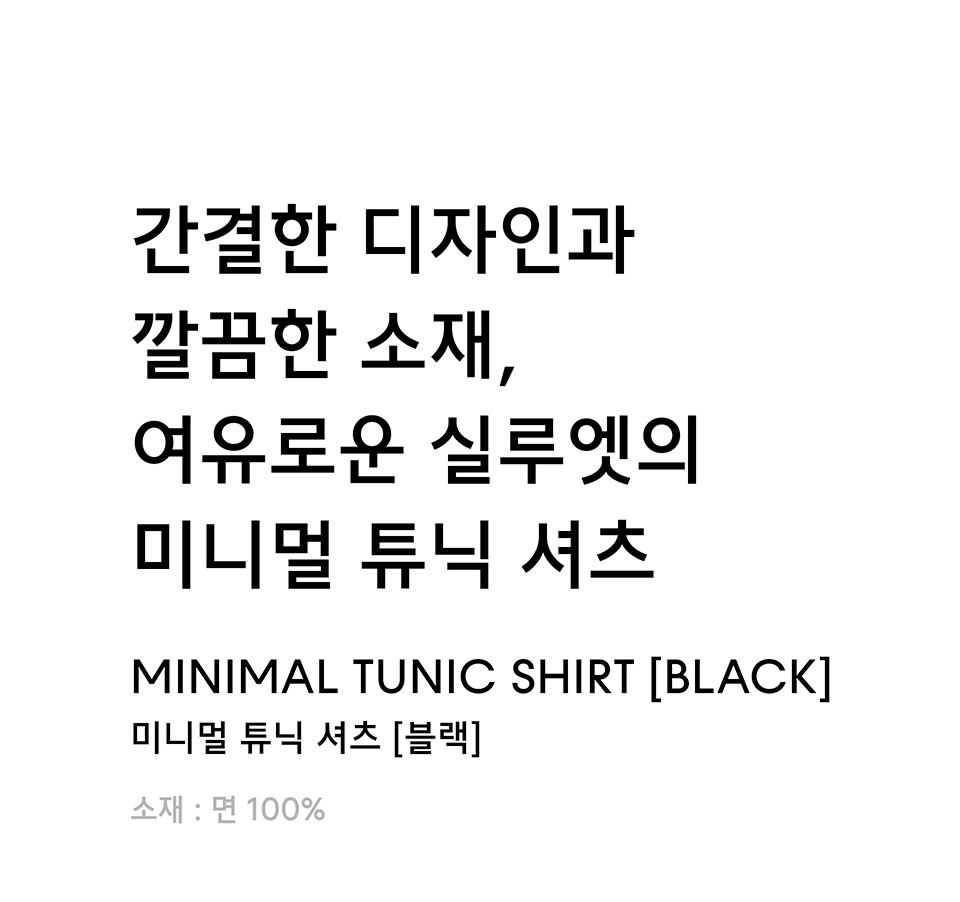 간결한 디자인과
깔끔한 소재,
여유로운 실루엣의
미니멀 튜닉 셔츠
MINIMAL TUNIC SHIRT [BLACK]
미니멀 튜닉 셔츠 [블랙]
소재 : 면 100%